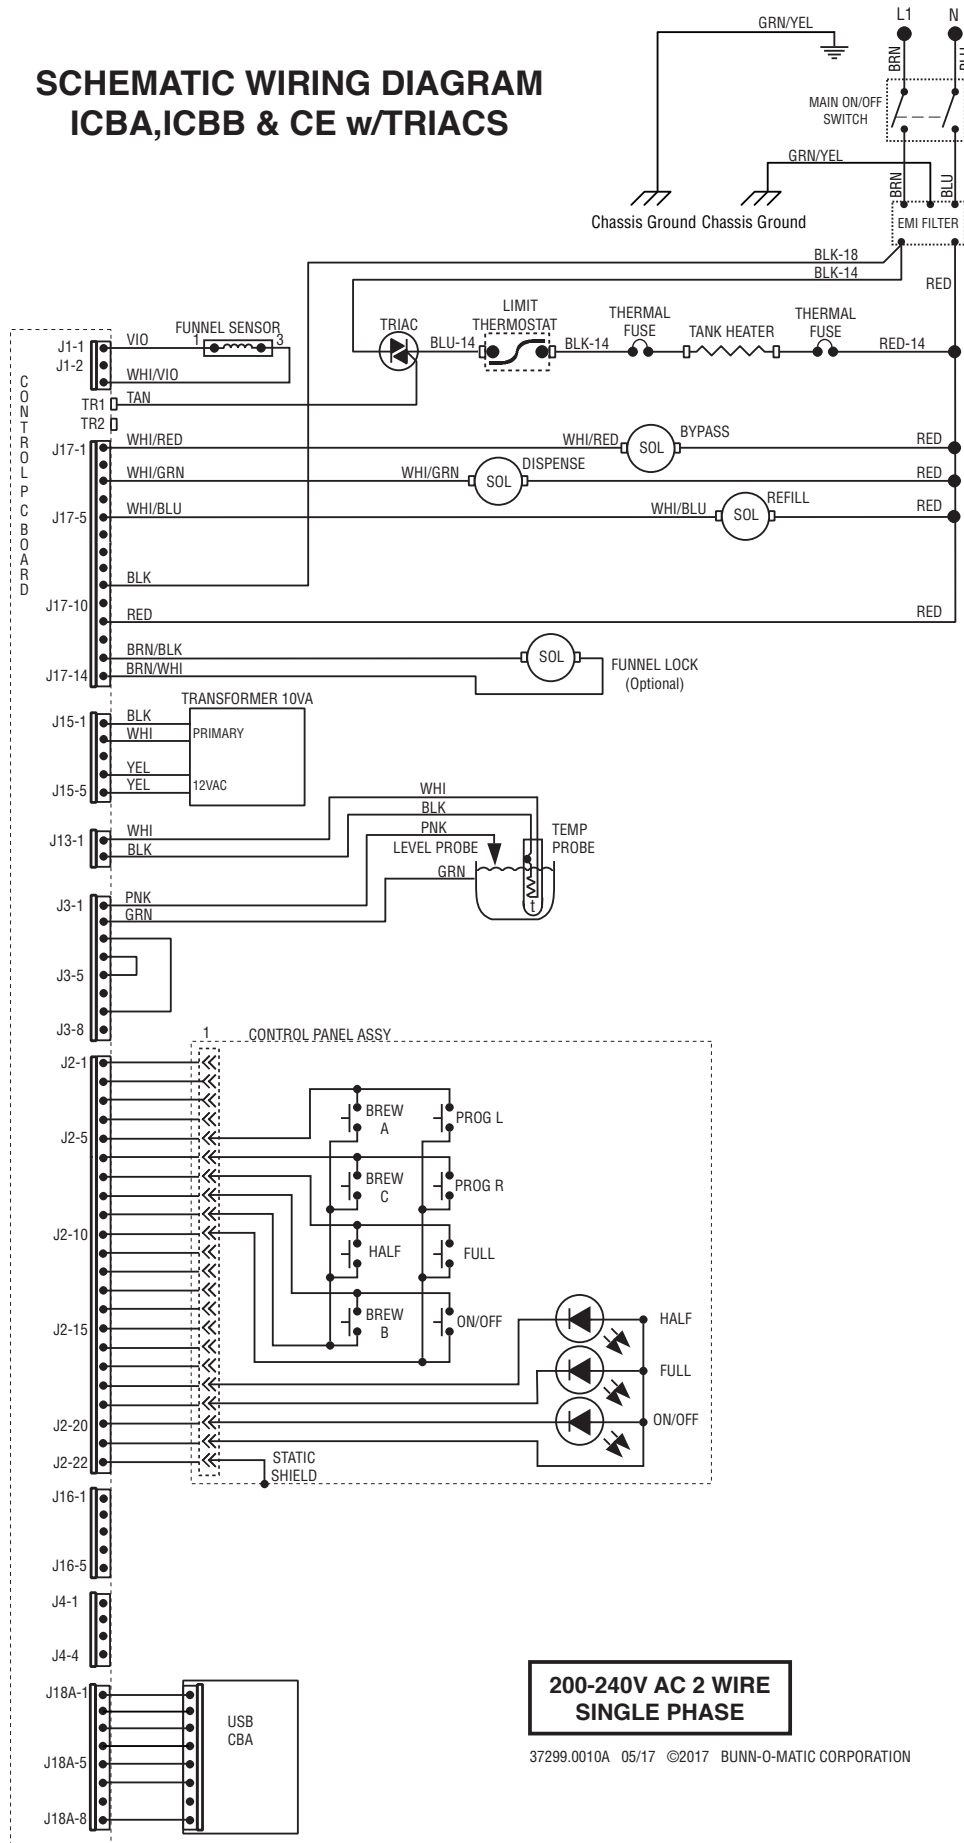 SCHEMATIC WIRING DIAGRAM
ICBA,ICBB & CE w/TRIACS
GRN/YEL
L1
N
BRN
BLU
MAIN ON/OFF
SWITCH
GRN/YEL
BRN
BLU
Chassis Ground
Chassis Ground
EMI FILTER
BLK-18
BLK-14
RED
CONTROL PC BOARD
J1-1
VIO
FUNNEL SENSOR
1
3
J1-2
WHI/VIO
TRIAC
BLU-14
LIMIT
THERMOSTAT
BLK-14
THERMAL
FUSE
TANK HEATER
THERMAL
FUSE
RED-14
TR1
TAN
TR2
J17-1
WHI/RED
WHI/RED
SOL
BYPASS
RED
WHI/GRN
WHI/GRN
SOL
DISPENSE
RED
J17-5
WHI/BLU
WHI/BLU
SOL
REFILL
RED
BLK
J17-10
RED
RED
BRN/BLK
SOL
FUNNEL LOCK
(Optional)
J17-14
BRN/WHI
TRANSFORMER 10VA
J15-1
BLK
WHI
PRIMARY
YEL
J15-5
YEL
12VAC
WHI
BLK
J13-1
WHI
BLK
PNK
LEVEL PROBE
TEMP
PROBE
GRN
t
J3-1
PNK
GRN
J3-5
J3-8
1
CONTROL PANEL ASSY
J2-1
J2-5
BREW
A
PROG L
BREW
C
PROG R
J2-10
HALF
FULL
BREW
B
ON/OFF
J2-15
HALF
FULL
J2-20
ON/OFF
J2-22
STATIC
SHIELD
J16-1
J16-5
J4-1
J4-4
J18A-1
USB
CBA
J18A-5
J18A-8
200-240V AC 2 WIRE
SINGLE PHASE
37299.0010A 05/17 ©2017 BUNN-O-MATIC CORPORATION